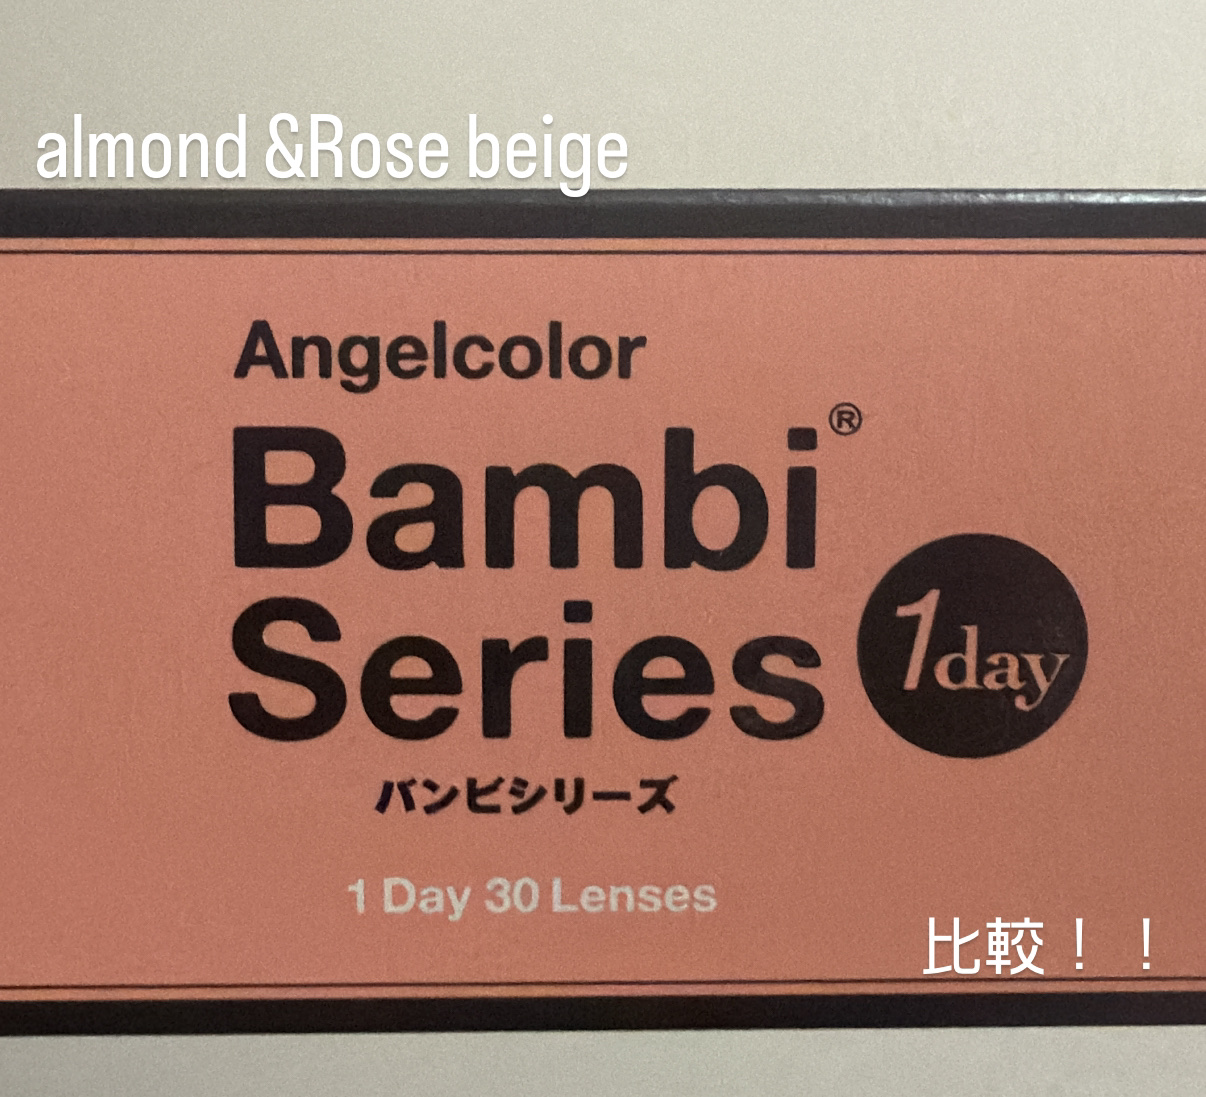 almond &Rose beige
Angelcolor
Bambi®
Series
1day
バンビシリーズ
1 Day 30 Lenses
比較！！